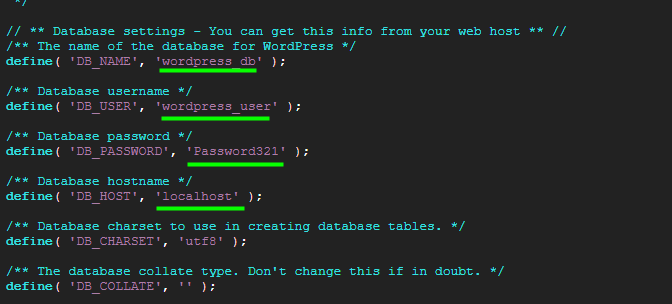 */
// ** Database settings - You can get this info from your web host ** //
/** The name of the database for WordPress */
define( 'DB_NAME', 'wordpress_db' );
/** Database username */
define( 'DB_USER', 'wordpress_user' );
/** Database password */
define( 'DB_PASSWORD', 'Password321' );
/** Database hostname */
define( 'DB_HOST', 'localhost' );
/** Database charset to use in creating database tables. */
define( 'DB_CHARSET', 'utf8' );
/** The database collate type. Don't change this if in doubt. */
define( 'DB_COLLATE', '' );